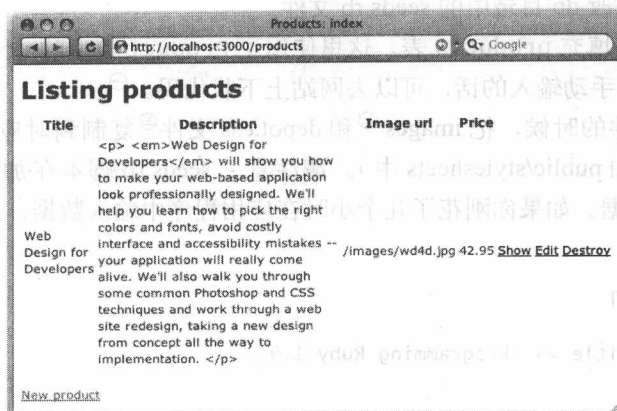 Products: index
http://localhost:3000/products
Google
Listing products
Title Description Image url Price
<p> <em>Web Design for
Developers</em> will show you how
to make your web-based application
look professionally designed. We'll
help you learn how to pick the right
colors and fonts, avoid costly
interface and accessibility mistakes --
your application will really come
alive. We'll also walk you through
some common Photoshop and CSS
techniques and work through a web
site redesign, taking a new design
from concept all the way to
implementation. </p>
Web
Design for
Developers
/images/wd4d.jpg 42.95 Show Edit Destroy
New product